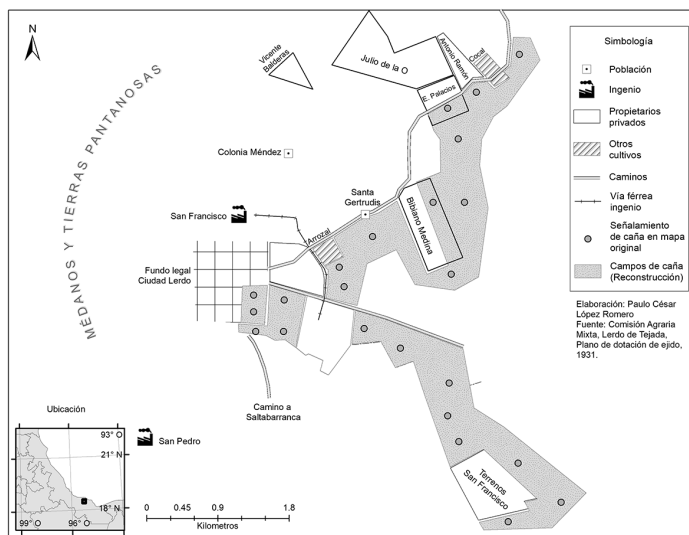 N
MÉDANOS Y TIERRAS PANTANOSAS
Vicente
Balderas
Julio de la O
Antonio Ramón
Cocal
E. Palacios
Colonia Méndez
Santa
Gertrudis
San Francisco
Bibiano Medina
Arrozal
Fundo legal
Ciudad Lerdo
Camino a
Saltabarranca
Terrenos
San Francisco
San Pedro
Ubicación
93° O
21° N
18° N
99° O
96° O
0 0.45 0.9 1.8
Kilometros
Simbología
Población
Ingenio
Propietarios
privados
Otros
cultivos
Caminos
Vía férrea
ingenio
Señalamiento
de caña en mapa
original
Campos de caña
(Reconstrucción)
Elaboración: Paulo César
López Romero
Fuente: Comisión Agraria
Mixta, Lerdo de Tejada,
Plano de dotación de ejido,
1931.